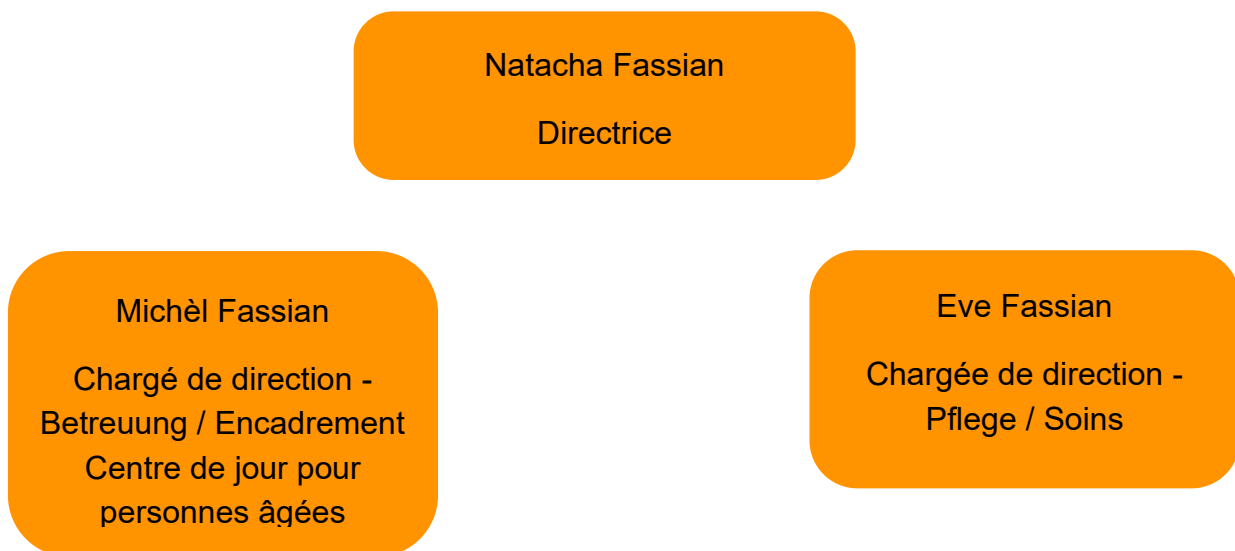 Natacha Fassian
Directrice
Michèl Fassian
Chargé de direction -
Betreuung / Encadrement
Centre de jour pour
personnes âgées
Eve Fassian
Chargée de direction -
Pflege / Soins